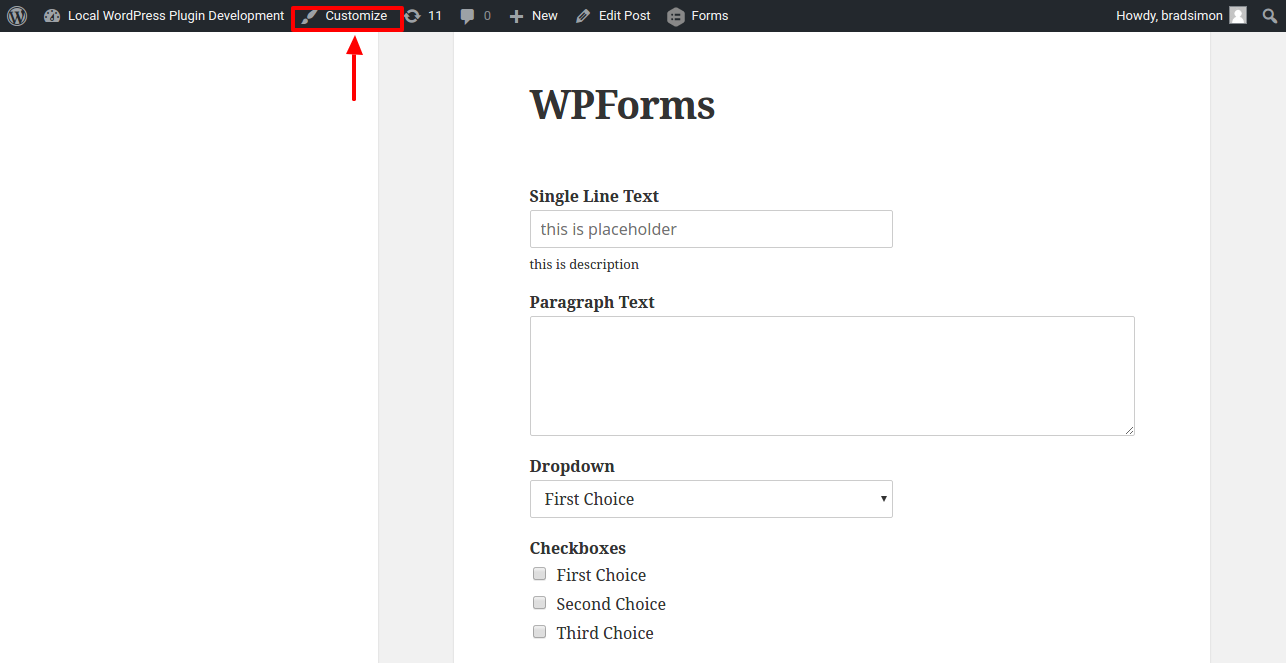 Local WordPress Plugin Development Customize 11 0 New Edit Post Forms Howdy, bradsimon
WPForms
Single Line Text
this is placeholder
this is description
Paragraph Text
Dropdown
First Choice
Checkboxes
First Choice
Second Choice
Third Choice